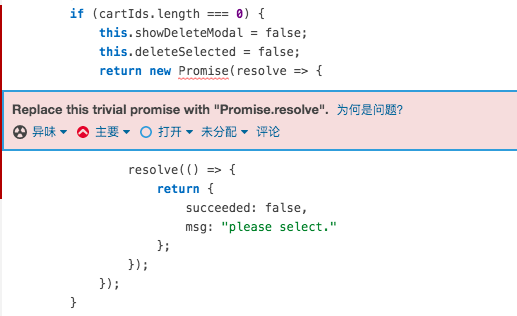 if (cartIds.length === 0) {
this.showDeleteModal = false;
this.deleteSelected = false;
return new Promise(resolve => {
Replace this trivial promise with "Promise.resolve". 为何是问题?
异味 主要 打开 未分配 评论
resolve(() => {
return {
succeeded: false,
msg: "please select."
};
});
});
}